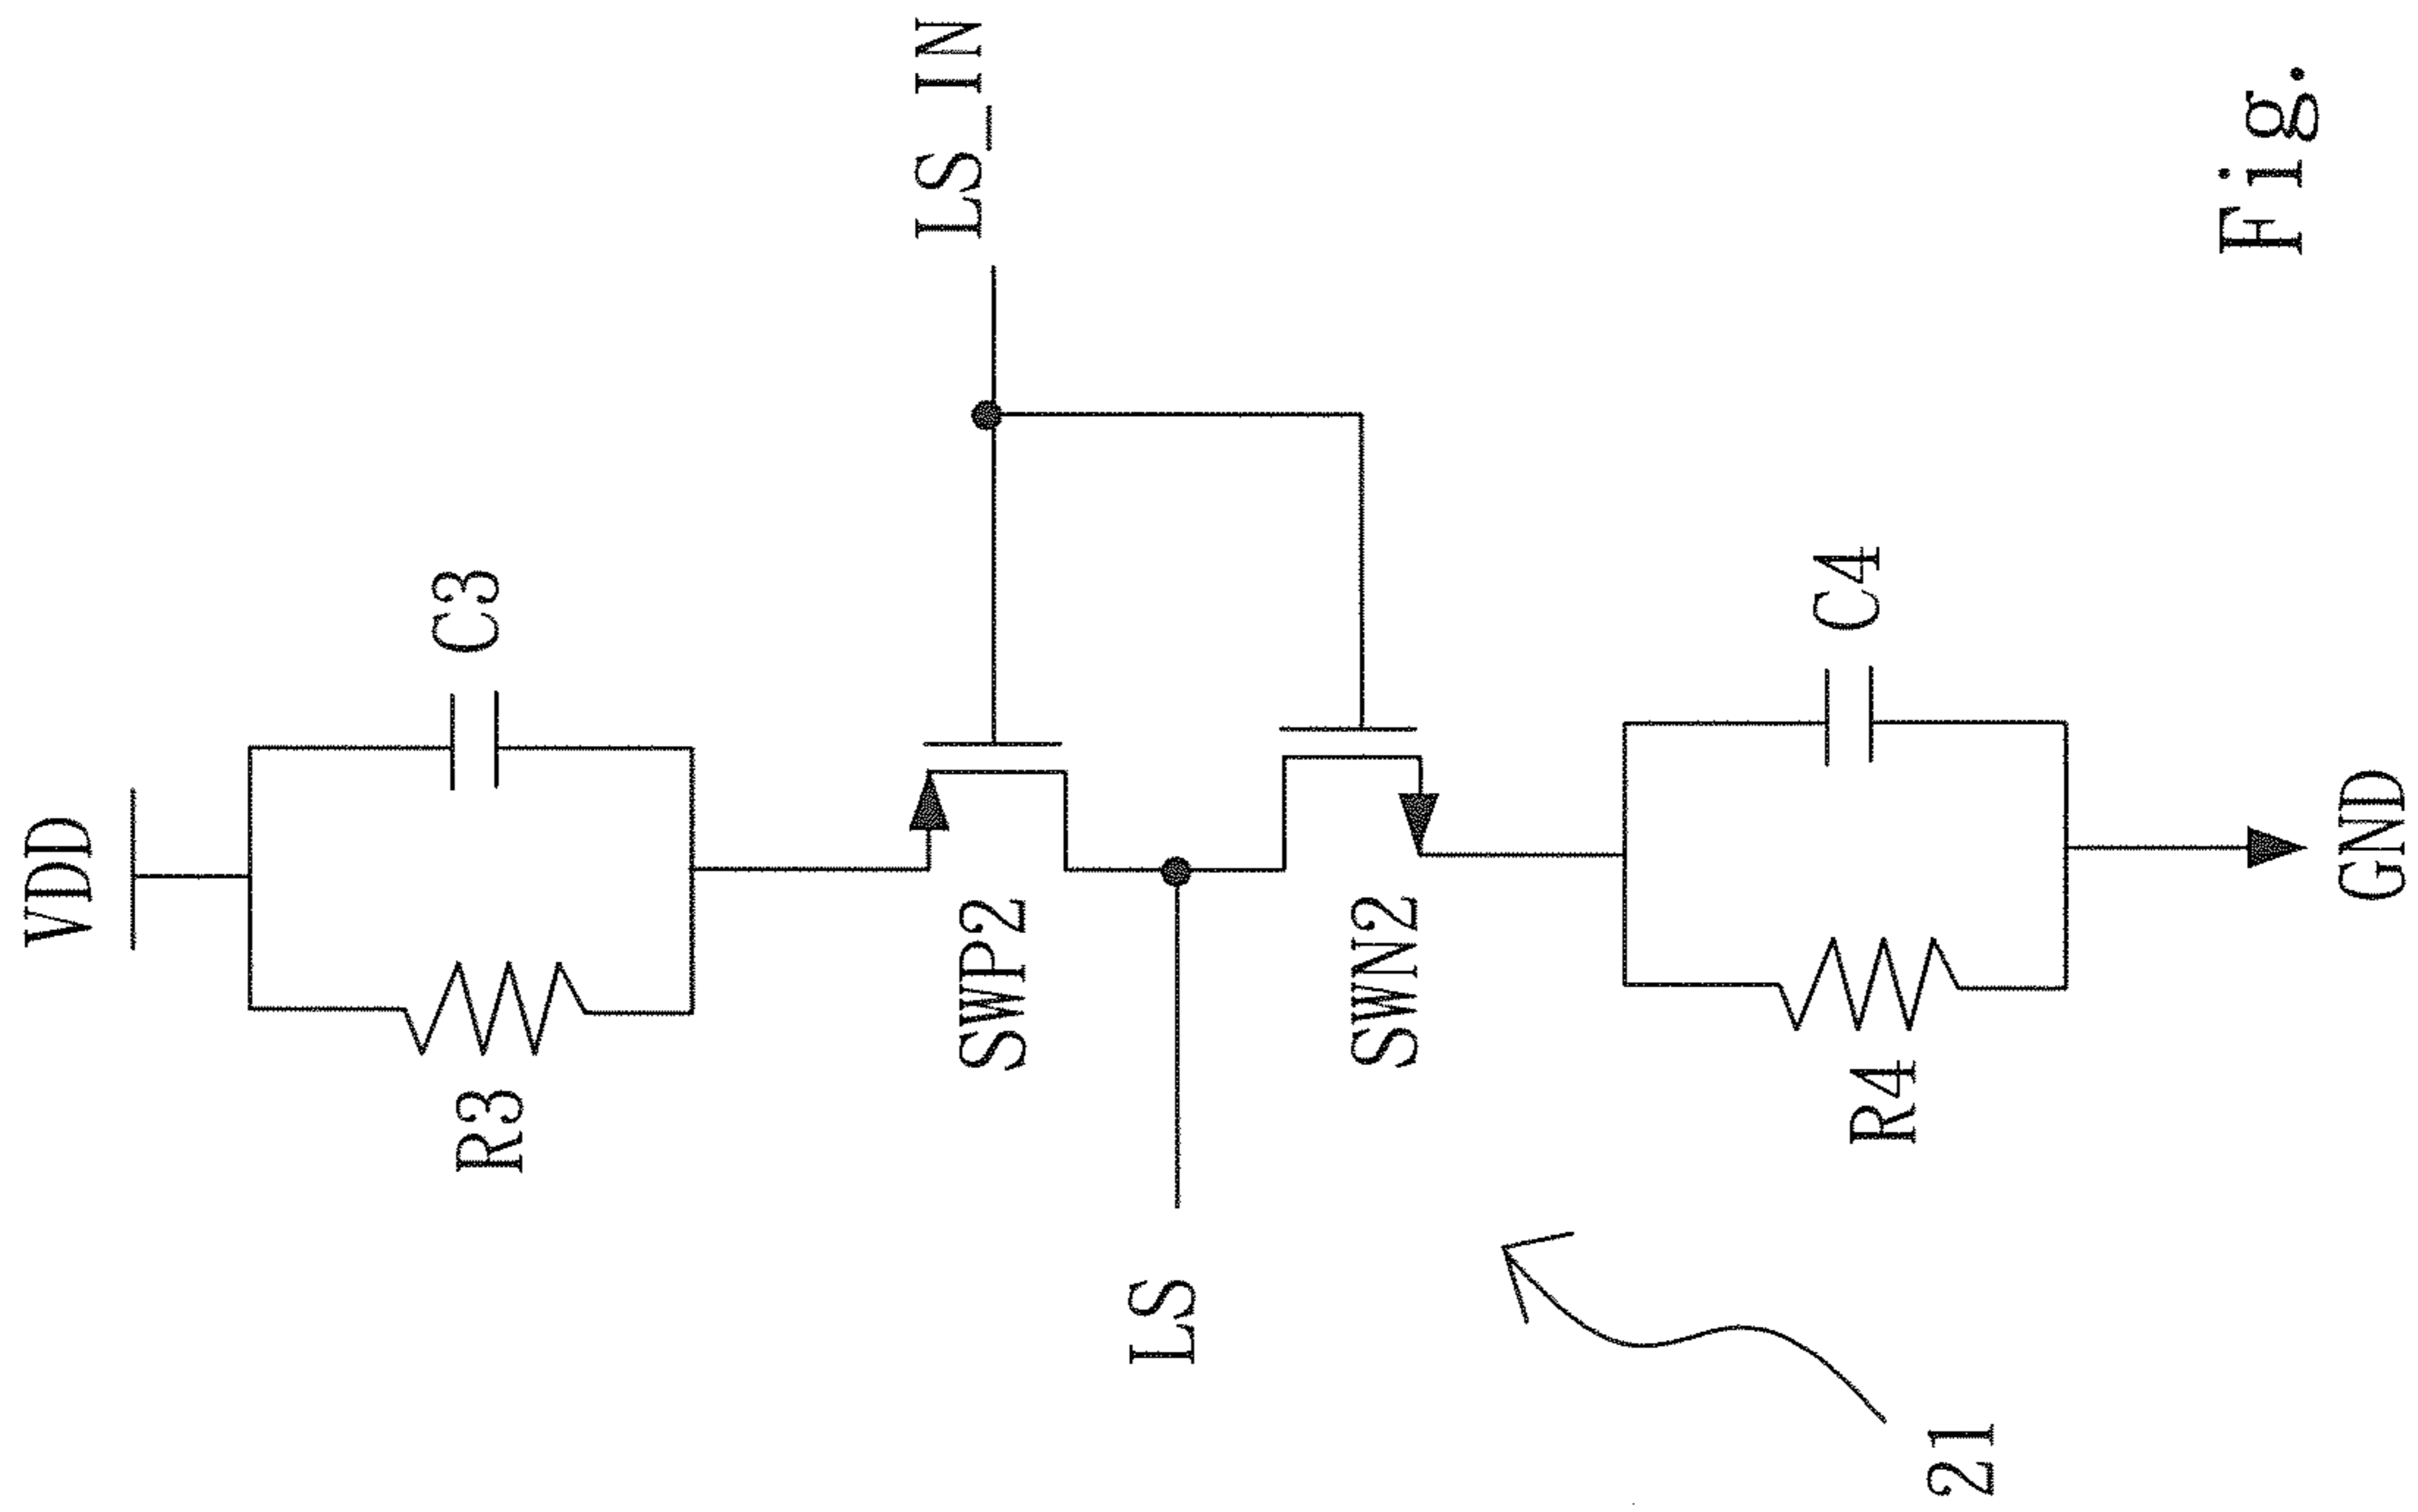 VDD
R3
C3
SWP2
LS_IN
LS
SWN2
R4
C4
GND
21
Fig.